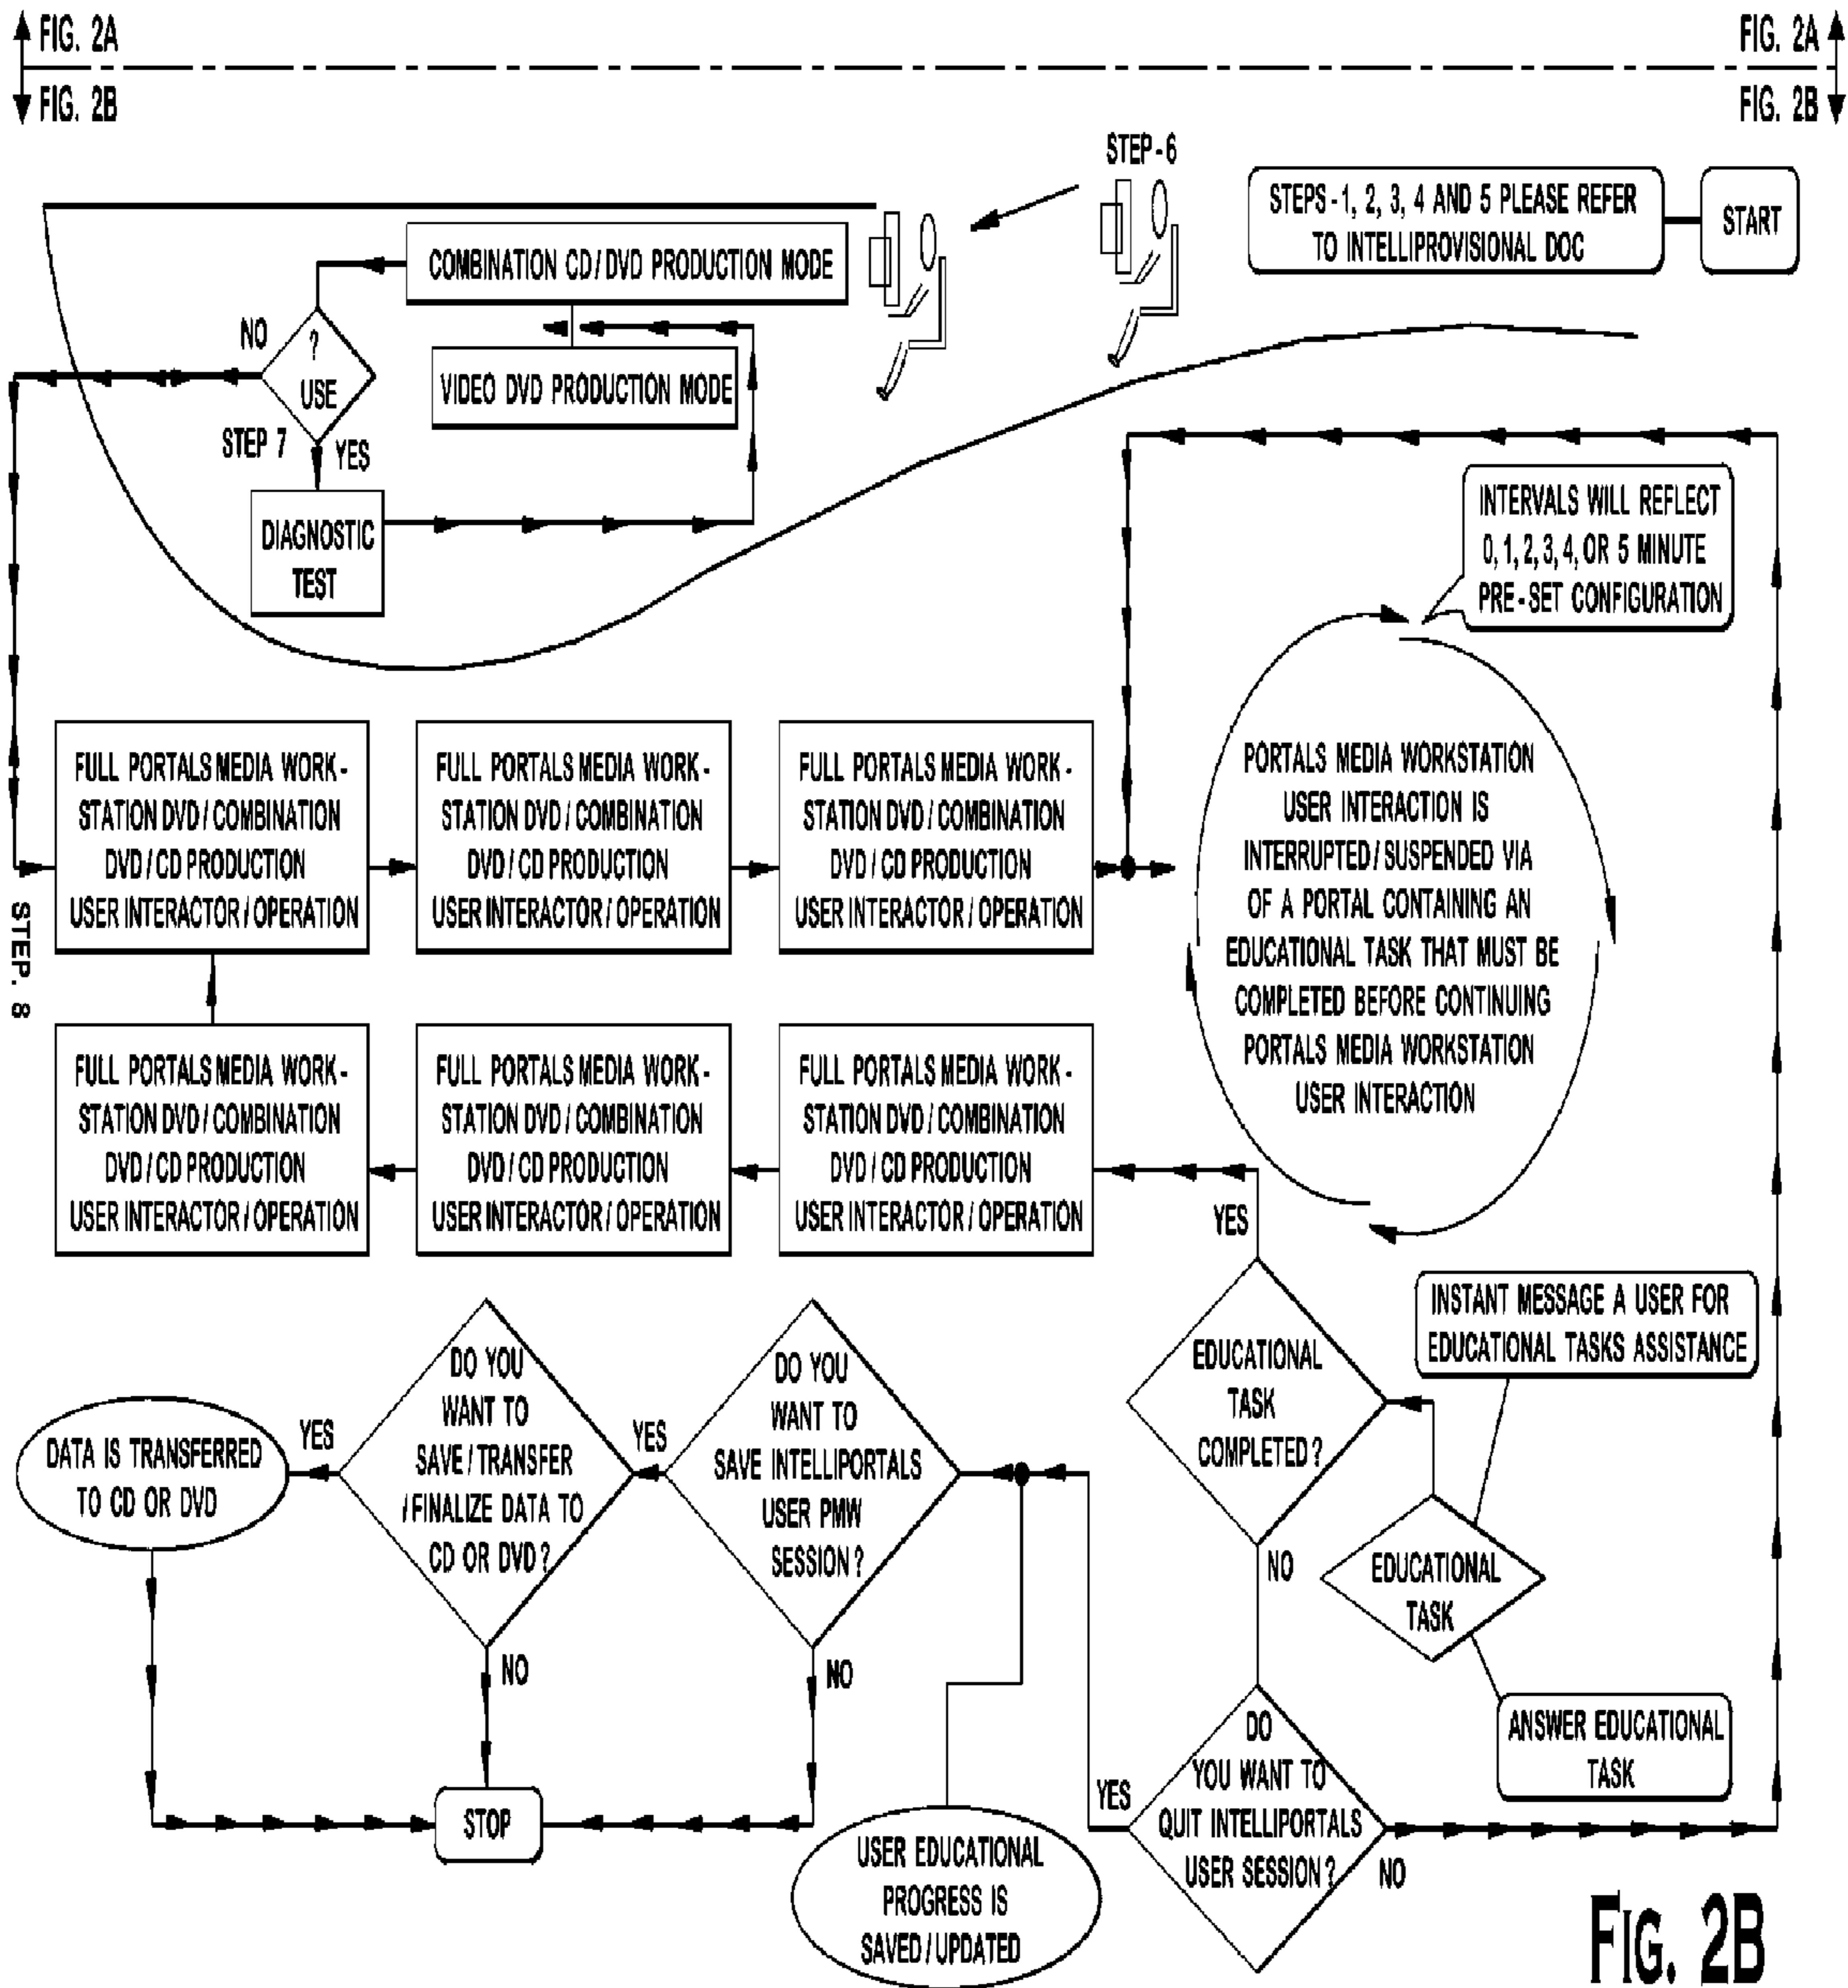 FIG. 2A
FIG. 2A
FIG. 2B
FIG. 2B
STEP-6
STEPS-1, 2, 3, 4 AND 5 PLEASE REFER
TO INTELLIPROVISIONAL DOC
START
COMBINATION CD/DVD PRODUCTION MODE
NO
?
USE
VIDEO DVD PRODUCTION MODE
STEP 7
YES
DIAGNOSTIC
TEST
INTERVALS WILL REFLECT
0, 1, 2, 3, 4, OR 5 MINUTE
PRE-SET CONFIGURATION
FULL PORTALS MEDIA WORK-
STATION DVD/COMBINATION
DVD/CD PRODUCTION
USER INTERACTOR/OPERATION
FULL PORTALS MEDIA WORK-
STATION DVD/COMBINATION
DVD/CD PRODUCTION
USER INTERACTOR/OPERATION
FULL PORTALS MEDIA WORK-
STATION DVD/COMBINATION
DVD/CD PRODUCTION
USER INTERACTOR/OPERATION
PORTALS MEDIA WORKSTATION
USER INTERACTION IS
INTERRUPTED/SUSPENDED VIA
OF A PORTAL CONTAINING AN
EDUCATIONAL TASK THAT MUST BE
COMPLETED BEFORE CONTINUING
PORTALS MEDIA WORKSTATION
USER INTERACTION
STEP. 8
FULL PORTALS MEDIA WORK-
STATION DVD/COMBINATION
DVD/CD PRODUCTION
USER INTERACTOR/OPERATION
FULL PORTALS MEDIA WORK-
STATION DVD/COMBINATION
DVD/CD PRODUCTION
USER INTERACTOR/OPERATION
FULL PORTALS MEDIA WORK-
STATION DVD/COMBINATION
DVD/CD PRODUCTION
USER INTERACTOR/OPERATION
YES
INSTANT MESSAGE A USER FOR
EDUCATIONAL TASKS ASSISTANCE
DATA IS TRANSFERRED
TO CD OR DVD
YES
DO YOU
WANT TO
SAVE/TRANSFER
/FINALIZE DATA TO
CD OR DVD?
YES
DO YOU
WANT TO
SAVE INTELLIPORTALS
USER PMW
SESSION?
EDUCATIONAL
TASK
COMPLETED?
NO
EDUCATIONAL
TASK
NO
NO
ANSWER EDUCATIONAL
TASK
STOP
USER EDUCATIONAL
PROGRESS IS
SAVED/UPDATED
YES
DO
YOU WANT TO
QUIT INTELLIPORTALS
USER SESSION?
NO
FIG. 2B